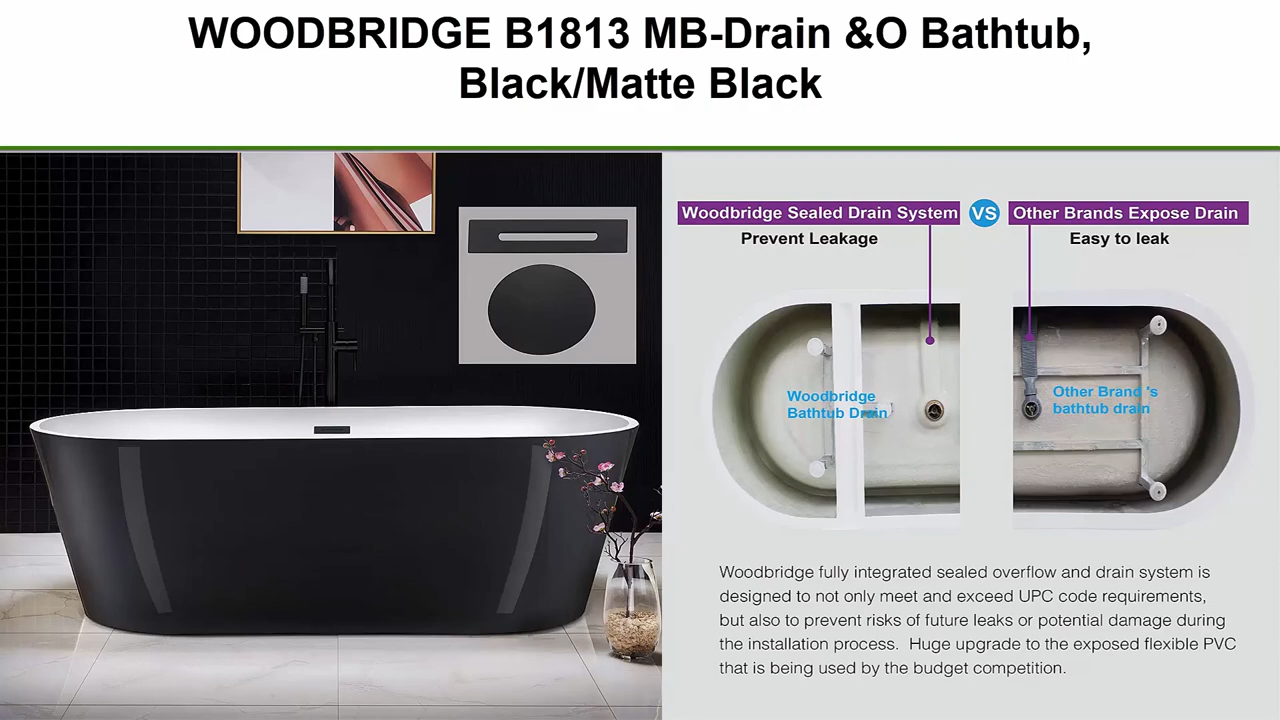 WOODBRIDGE B1813 MB-Drain &O Bathtub,
Black/Matte Black
Woodbridge Sealed Drain System
VS
Other Brands Expose Drain
Prevent Leakage
Easy to leak
Woodbridge
Bathtub Drain
Other Brand 's
bathtub drain
Woodbridge fully integrated sealed overflow and drain system is
designed to not only meet and exceed UPC code requirements,
but also to prevent risks of future leaks or potential damage during
the installation process.  Huge upgrade to the exposed flexible PVC
that is being used by the budget competition.